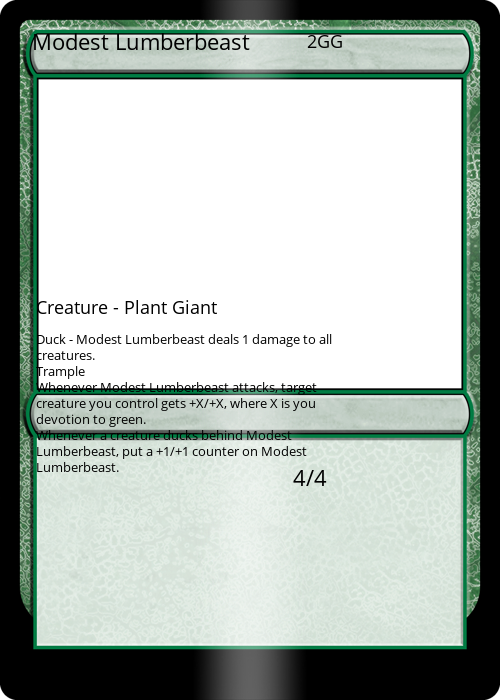 Modest Lumberbeast 2GG
Creature - Plant Giant
Duck - Modest Lumberbeast deals 1 damage to all
creatures.
Trample
Whenever Modest Lumberbeast attacks, target
creature you control gets +X/+X, where X is you
devotion to green.
Whenever a creature ducks behind Modest
Lumberbeast, put a +1/+1 counter on Modest
Lumberbeast.
4/4